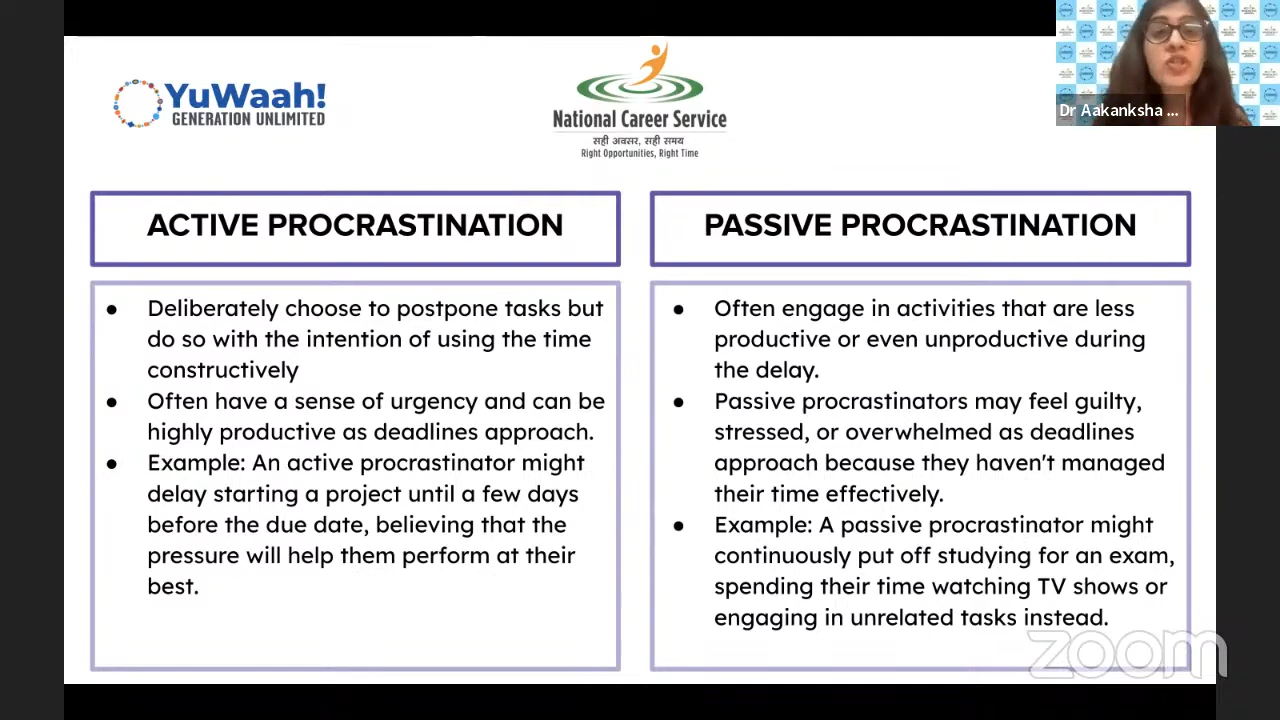 YuWaah!
GENERATION UNLIMITED
National Career Service
सही अवसर, सही समय
Right Opportunities, Right Time
Dr Aakanksha ...
ACTIVE PROCRASTINATION
● Deliberately choose to postpone tasks but
do so with the intention of using the time
constructively
● Often have a sense of urgency and can be
highly productive as deadlines approach.
● Example: An active procrastinator might
delay starting a project until a few days
before the due date, believing that the
pressure will help them perform at their
best.
PASSIVE PROCRASTINATION
● Often engage in activities that are less
productive or even unproductive during
the delay.
● Passive procrastinators may feel guilty,
stressed, or overwhelmed as deadlines
approach because they haven't managed
their time effectively.
● Example: A passive procrastinator might
continuously put off studying for an exam,
spending their time watching TV shows or
engaging in unrelated tasks instead.
zoom